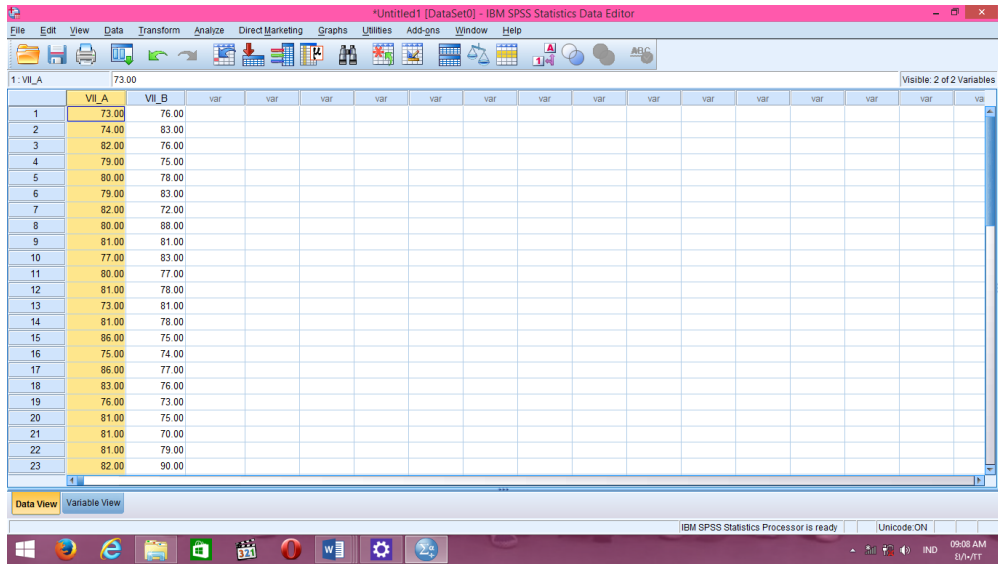 *Untitled1 [DataSet0] - IBM SPSS Statistics Data Editor
File Edit View Data Transform Analyze Direct Marketing Graphs Utilities Add-ons Window Help
1 : VII_A 73.00 Visible: 2 of 2 Variables
VII_A VII_B var var var var var var var var var var var var var var va
1 73.00 76.00
2 74.00 83.00
3 82.00 76.00
4 79.00 75.00
5 80.00 78.00
6 79.00 83.00
7 82.00 72.00
8 80.00 88.00
9 81.00 81.00
10 77.00 83.00
11 80.00 77.00
12 81.00 78.00
13 73.00 81.00
14 81.00 78.00
15 86.00 75.00
16 75.00 74.00
17 86.00 77.00
18 83.00 76.00
19 76.00 73.00
20 81.00 75.00
21 81.00 70.00
22 81.00 79.00
23 82.00 90.00
Data View Variable View
IBM SPSS Statistics Processor is ready Unicode:ON
IND 09:08 AM